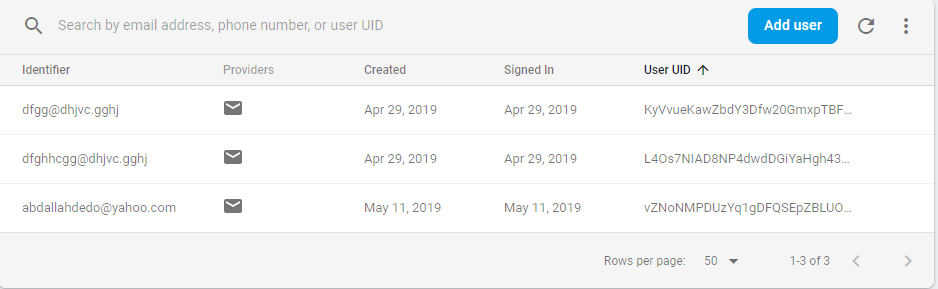 Search by email address, phone number, or user UID Add user
Identifier Providers Created Signed In User UID
dfgg@dhjvc.gghj Apr 29, 2019 Apr 29, 2019 KyVvueKawZbdY3Dfw20GmxpTBF...
dfghhcgg@dhjvc.gghj Apr 29, 2019 Apr 29, 2019 L4Os7NIAD8NP4dwdDGiYaHgh43...
abdallahdedo@yahoo.com May 11, 2019 May 11, 2019 vZNoNMPDUzYq1gDFQSEpZBLUO...
Rows per page: 50 1-3 of 3